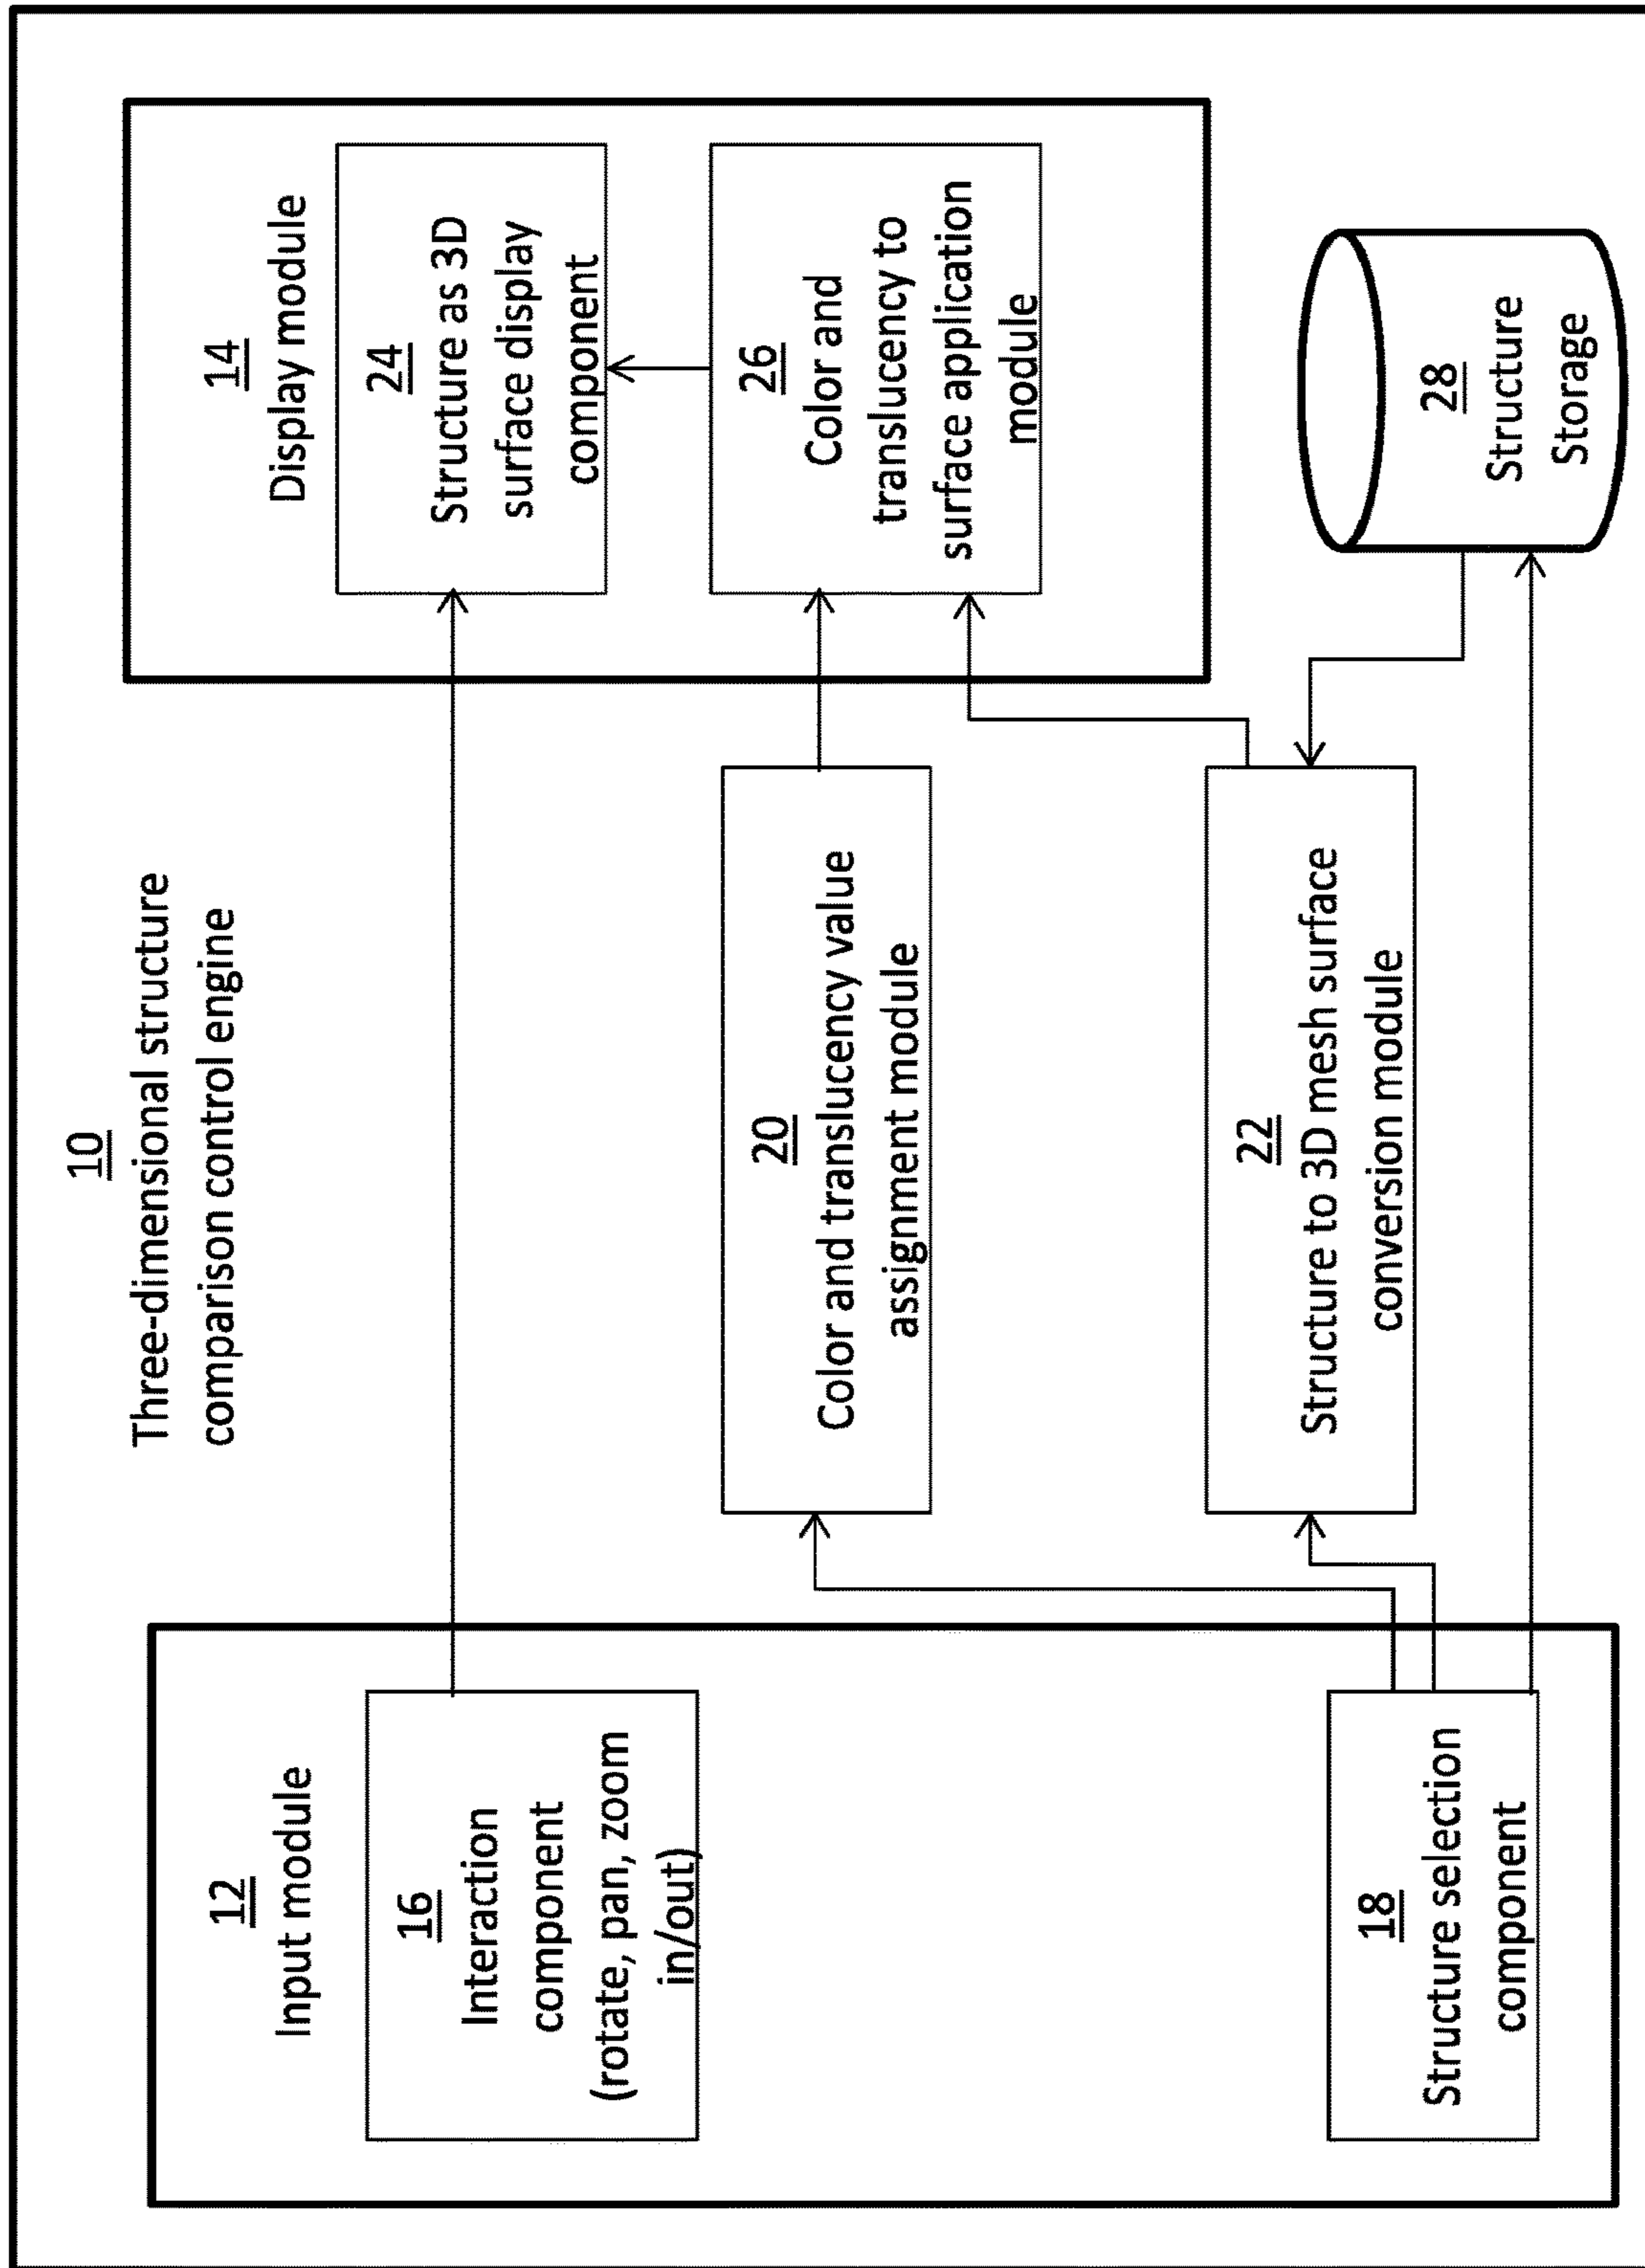 10
Three-dimensional structure
comparison control engine
12
Input module
16
Interaction
component
(rotate, pan, zoom
in/out)
18
Structure selection
component
20
Color and translucency value
assignment module
22
Structure to 3D mesh surface
conversion module
14
Display module
24
Structure as 3D
surface display
component
26
Color and
translucency to
surface application
module
28
Structure
Storage